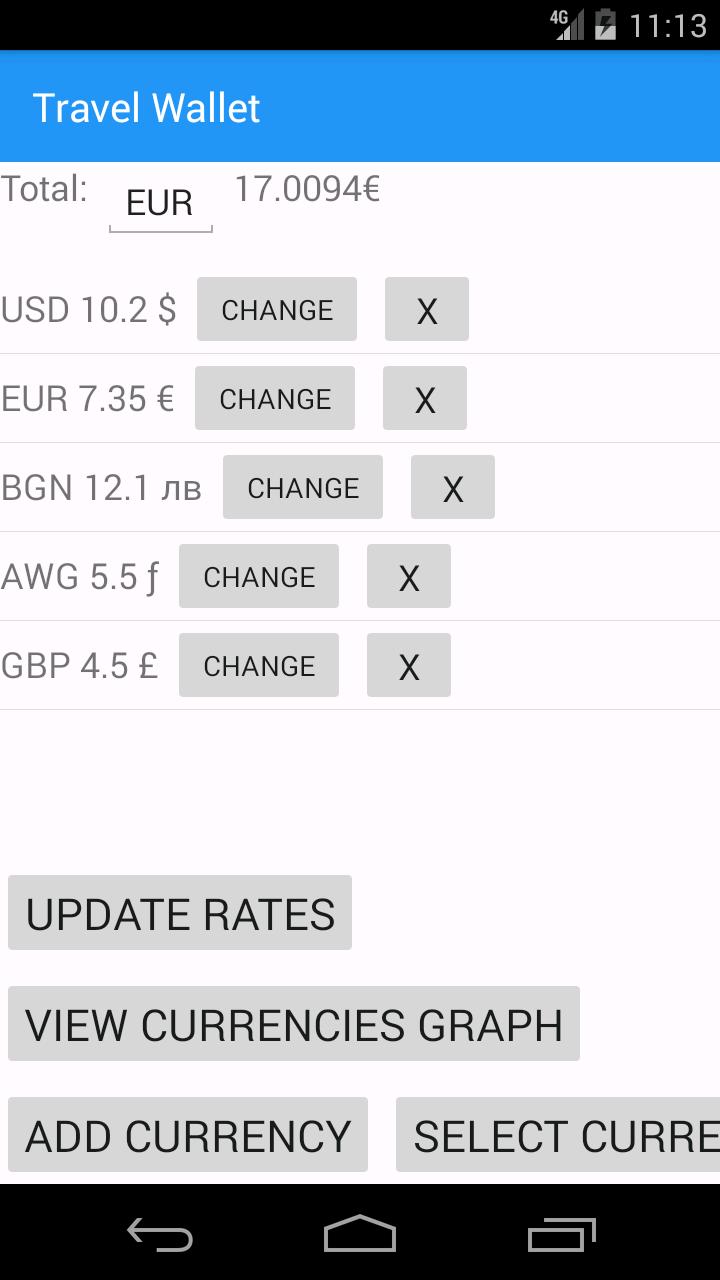 4G 11:13
Travel Wallet
Total: EUR 17.0094€
USD 10.2 $ CHANGE X
EUR 7.35 € CHANGE X
BGN 12.1 лв CHANGE X
AWG 5.5 ƒ CHANGE X
GBP 4.5 £ CHANGE X
UPDATE RATES
VIEW CURRENCIES GRAPH
ADD CURRENCY SELECT CURRE